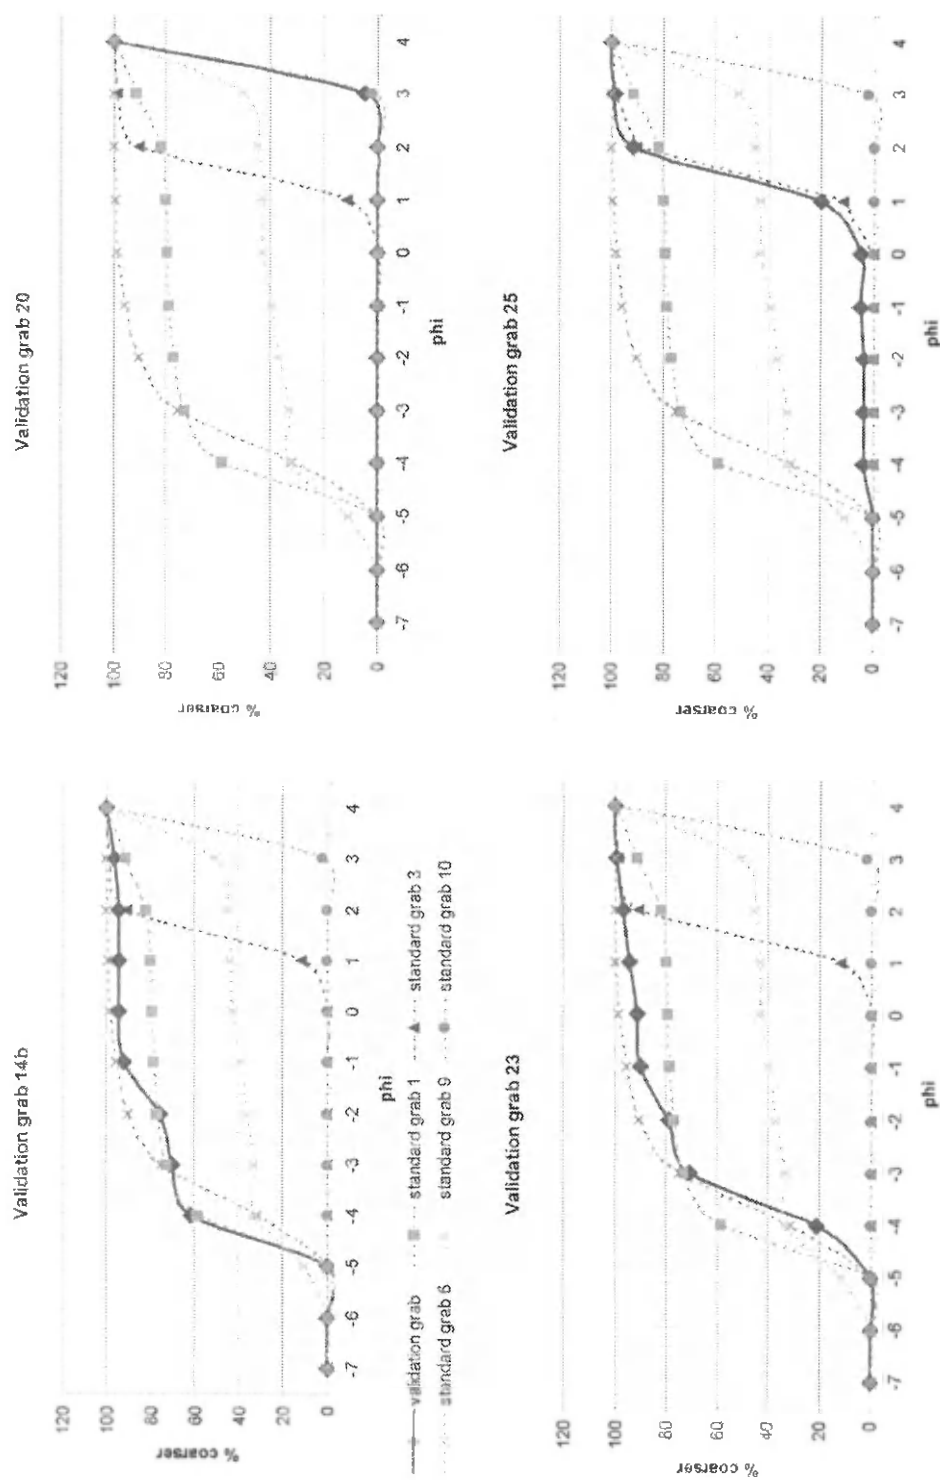 Validation grab 14b
120
100
80
60
40
20
0
% coarser
-7 -6 -5 -4 -3 -2 -1 0 1 2 3 4
phi
validation grab
standard grab 1
standard grab 3
standard grab 6
standard grab 9
standard grab 10
Validation grab 20
120
100
80
60
40
20
0
% coarser
-7 -6 -5 -4 -3 -2 -1 0 1 2 3 4
phi
Validation grab 23
120
100
80
60
40
20
0
% coarser
-7 -6 -5 -4 -3 -2 -1 0 1 2 3 4
phi
Validation grab 25
120
100
80
60
40
20
0
% coarser
-7 -6 -5 -4 -3 -2 -1 0 1 2 3 4
phi